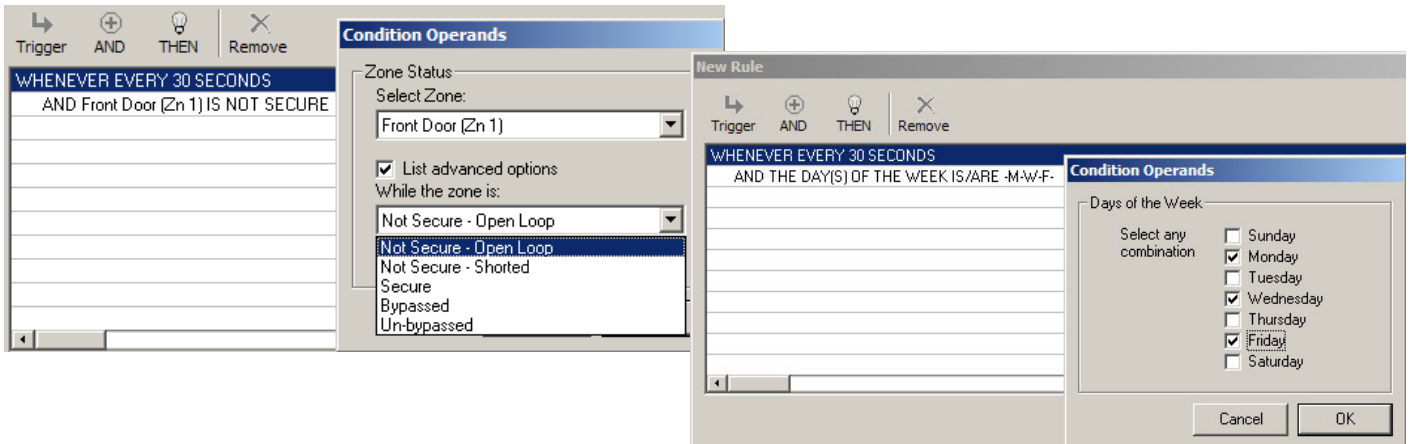 Trigger AND THEN Remove
WHENEVER EVERY 30 SECONDS
AND Front Door (Zn 1) IS NOT SECURE
Condition Operands
Zone Status
Select Zone:
Front Door (Zn 1)
List advanced options
While the zone is:
Not Secure - Open Loop
Not Secure - Open Loop
Not Secure - Shorted
Secure
Bypassed
Un-bypassed
New Rule
Trigger AND THEN Remove
WHENEVER EVERY 30 SECONDS
AND THE DAY(S) OF THE WEEK IS/ARE -M-W-F-
Condition Operands
Days of the Week
Select any
combination
Sunday
Monday
Tuesday
Wednesday
Thursday
Friday
Saturday
Cancel OK